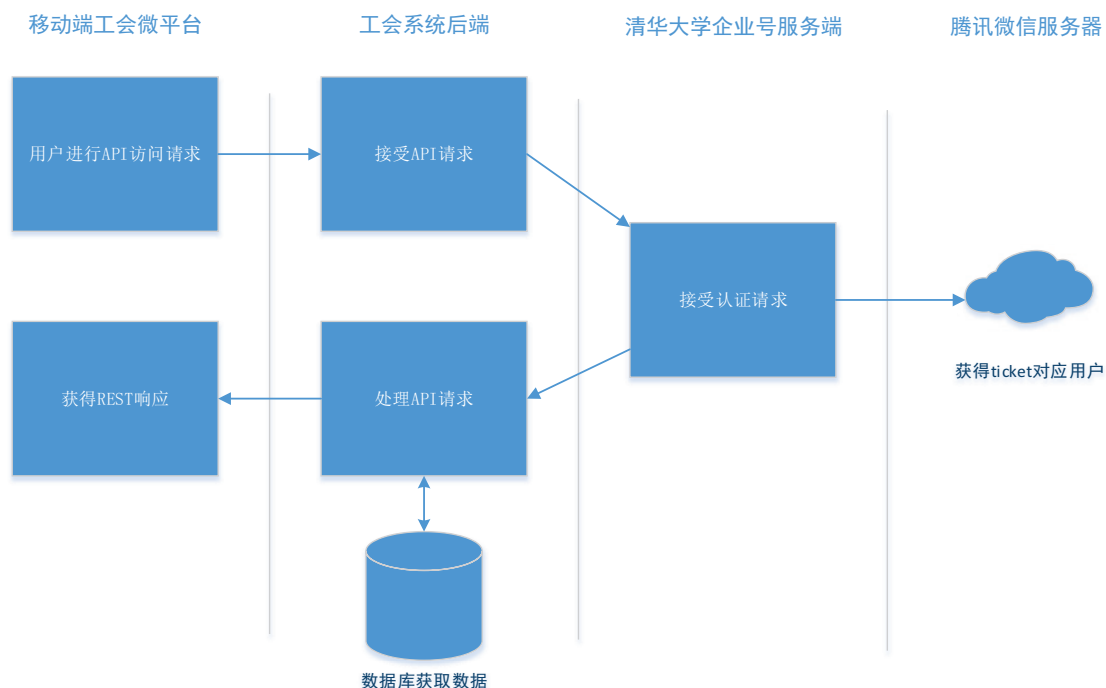 移动端工会微平台
工会系统后端
清华大学企业号服务端
腾讯微信服务器
用户进行API访问请求
接受API请求
接受认证请求
获得ticket对应用户
获得REST响应
处理API请求
数据库获取数据